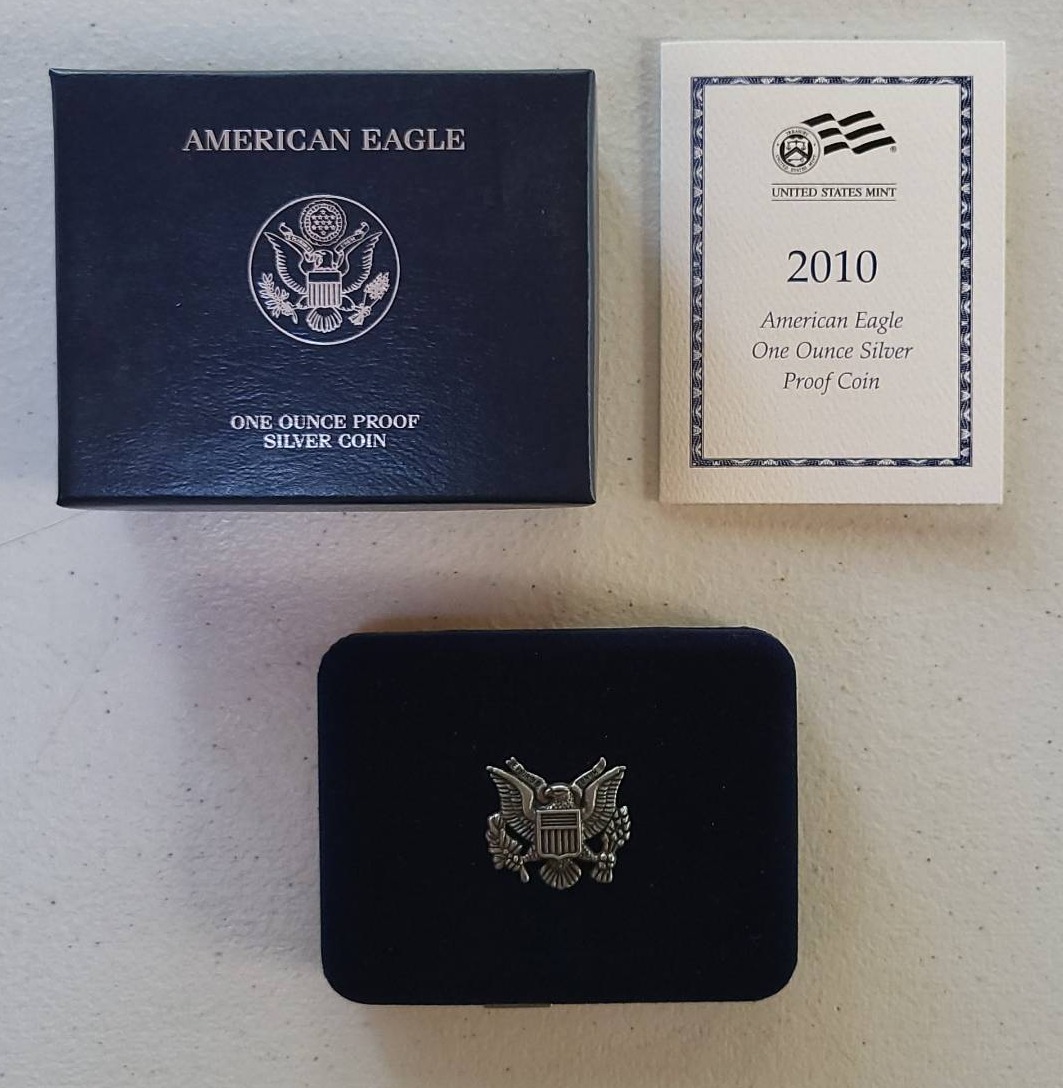 AMERICAN EAGLE
ONE OUNCE PROOF
SILVER COIN
UNITED STATES MINT
2010
American Eagle
One Ounce Silver
Proof Coin